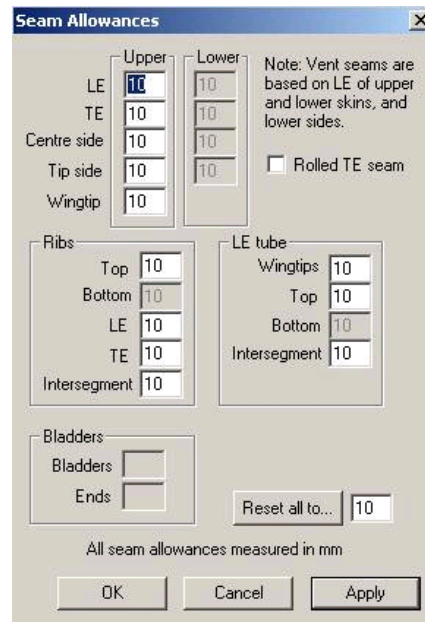 Seam Allowances
Upper Lower
LE 10 10
TE 10 10
Centre side 10 10
Tip side 10 10
Wingtip 10
Note: Vent seams are
based on LE of upper
and lower skins, and
lower sides.
Rolled TE seam
Ribs
Top 10
Bottom 10
LE 10
TE 10
Intersegment 10
LE tube
Wingtips 10
Top 10
Bottom 10
Intersegment 10
Bladders
Bladders
Ends
Reset all to... 10
All seam allowances measured in mm
OK Cancel Apply